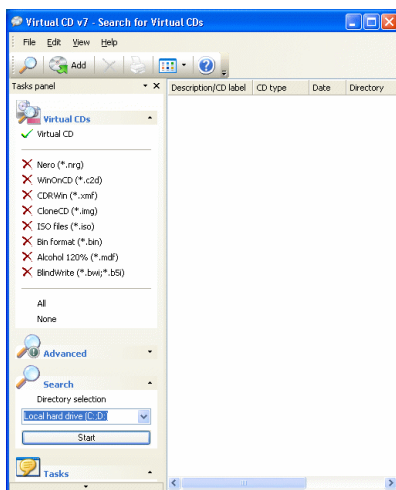 Virtual CD v7 - Search for Virtual CDs
File Edit View Help
Add
Tasks panel
Description/CD label CD type Date Directory
Virtual CDs
Virtual CD
Nero (*.nrg)
WinOnCD (*.c2d)
CDRWin (*.xmf)
CloneCD (*.img)
ISO files (*.iso)
Bin format (*.bin)
Alcohol 120% (*.mdf)
BlindWrite (*.bwi;*.b5i)
All
None
Advanced
Search
Directory selection
Local hard drive (C:;D:)
Start
Tasks